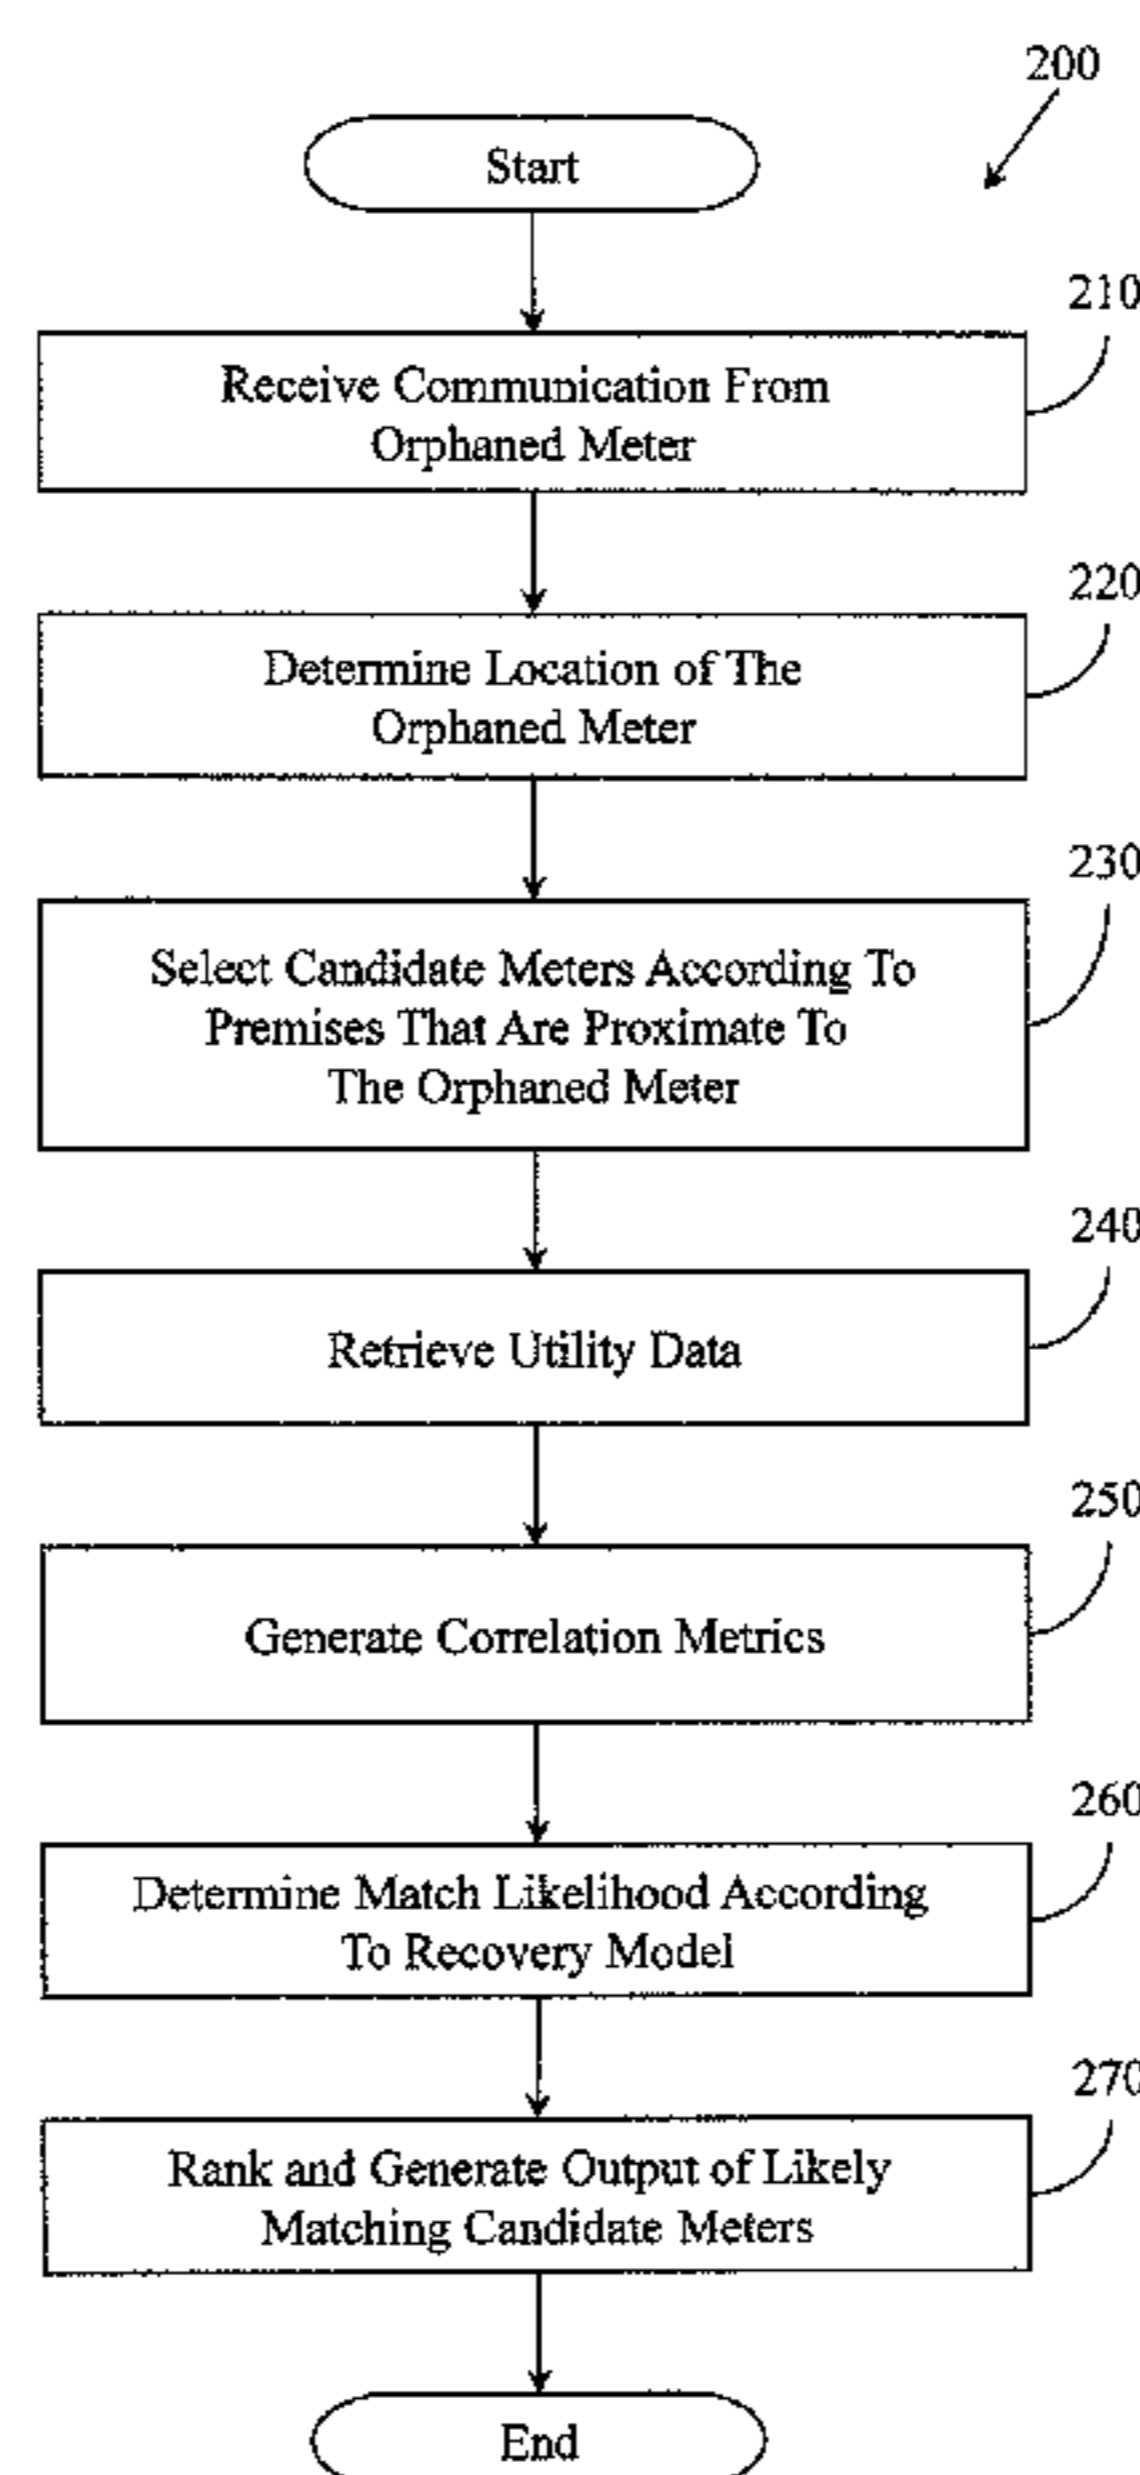 200
Start
210
Receive Communication From
Orphaned Meter
220
Determine Location of The
Orphaned Meter
230
Select Candidate Meters According To
Premises That Are Proximate To
The Orphaned Meter
240
Retrieve Utility Data
250
Generate Correlation Metrics
260
Determine Match Likelihood According
To Recovery Model
270
Rank and Generate Output of Likely
Matching Candidate Meters
End